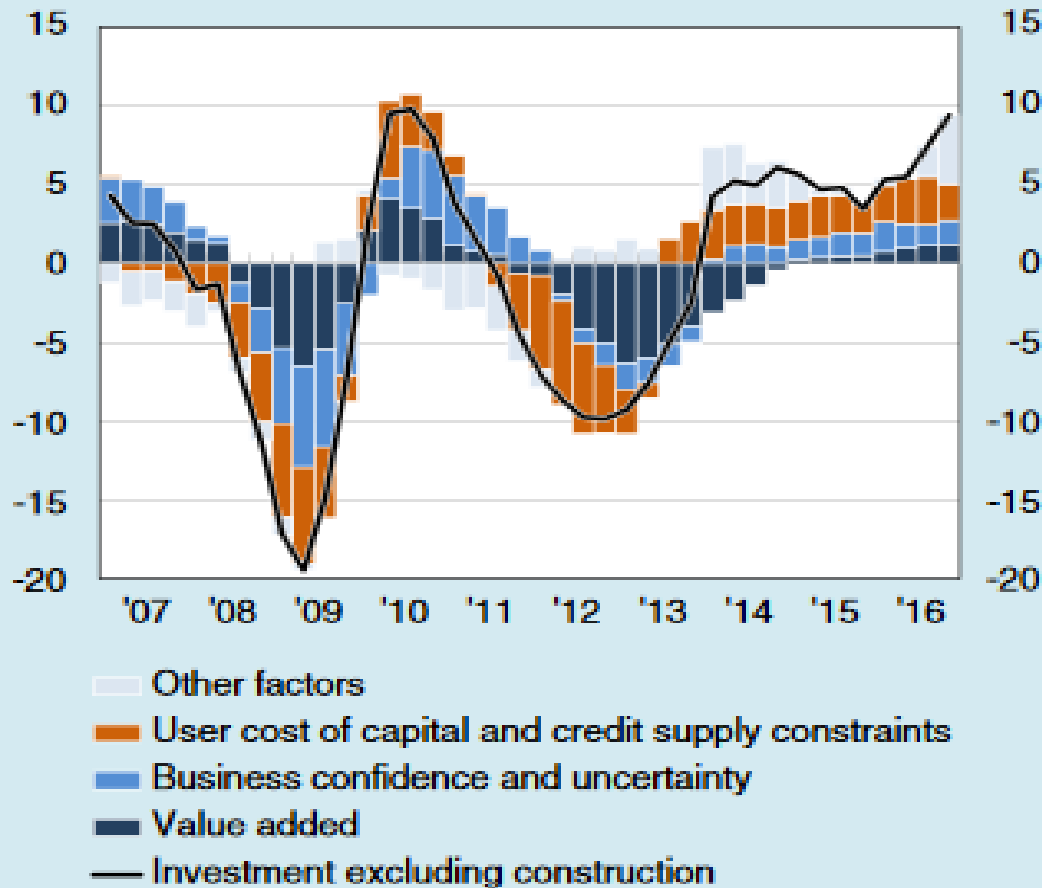 15 15
10 10
5 5
0 0
-5 -5
-10 -10
-15 -15
-20 -20
'07 '08 '09 '10 '11 '12 '13 '14 '15 '16
Other factors
User cost of capital and credit supply constraints
Business confidence and uncertainty
Value added
Investment excluding construction